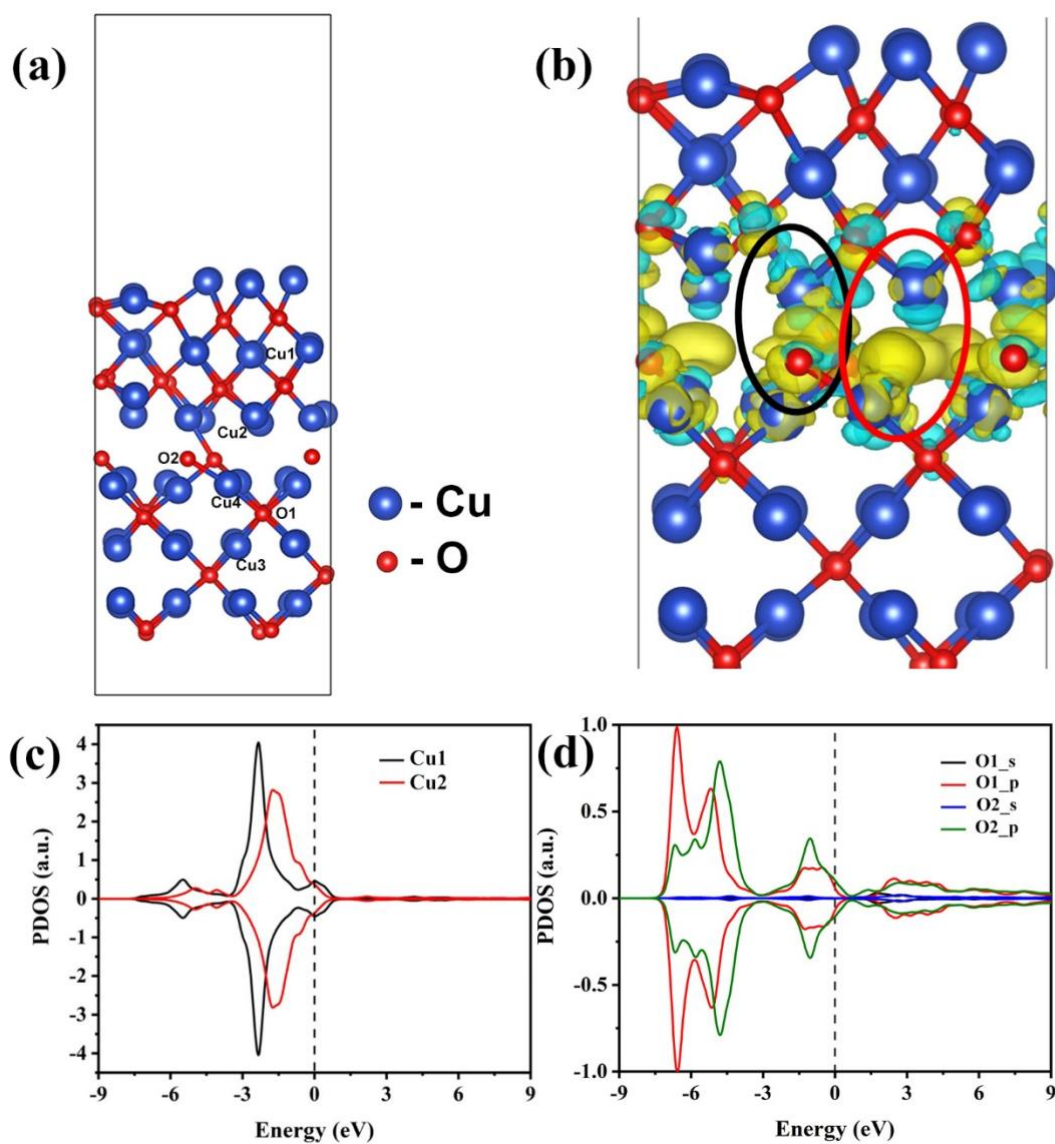 (a)
Cu1
Cu2
O2
Cu4
O1
Cu3
- Cu
- O
(b)
(c)
4
3
2
1
0
-1
-2
-3
-4
PDOS (a.u.)
Cu1
Cu2
-9
-6
-3
0
3
6
9
Energy (eV)
(d)
1.0
0.5
0.0
-0.5
-1.0
PDOS (a.u.)
O1_s
O1_p
O2_s
O2_p
-9
-6
-3
0
3
6
9
Energy (eV)